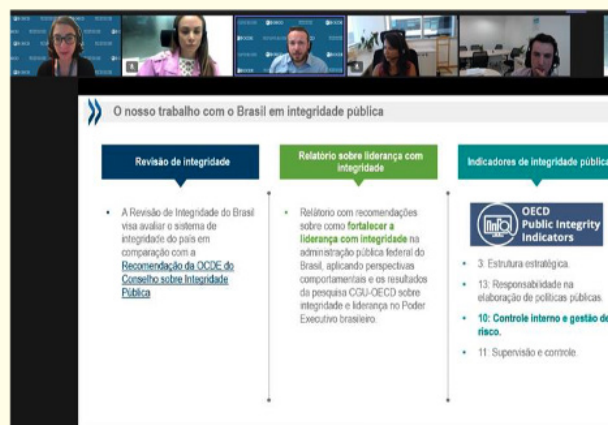 O nosso trabalho com o Brasil em integridade pública
Revisão de integridade
A Revisão de Integridade do Brasil
visa avaliar o sistema de
integridade do país em
comparação com a
Recomendação da OCDE do
Conselho sobre Integridade
Pública
Relatório sobre liderança com
integridade
Relatório com recomendações
sobre como fortalecer a
liderança com integridade na
administração pública federal do
Brasil, aplicando perspectivas
comportamentais e os resultados
da pesquisa CGU-OECD sobre
integridade e liderança no Poder
Executivo brasileiro.
Indicadores de integridade pública
OECD
Public Integrity
Indicators
3: Estrutura estratégica.
13: Responsabilidade na
elaboração de políticas públicas.
10: Controle interno e gestão de
risco.
11: Supervisão e controle.